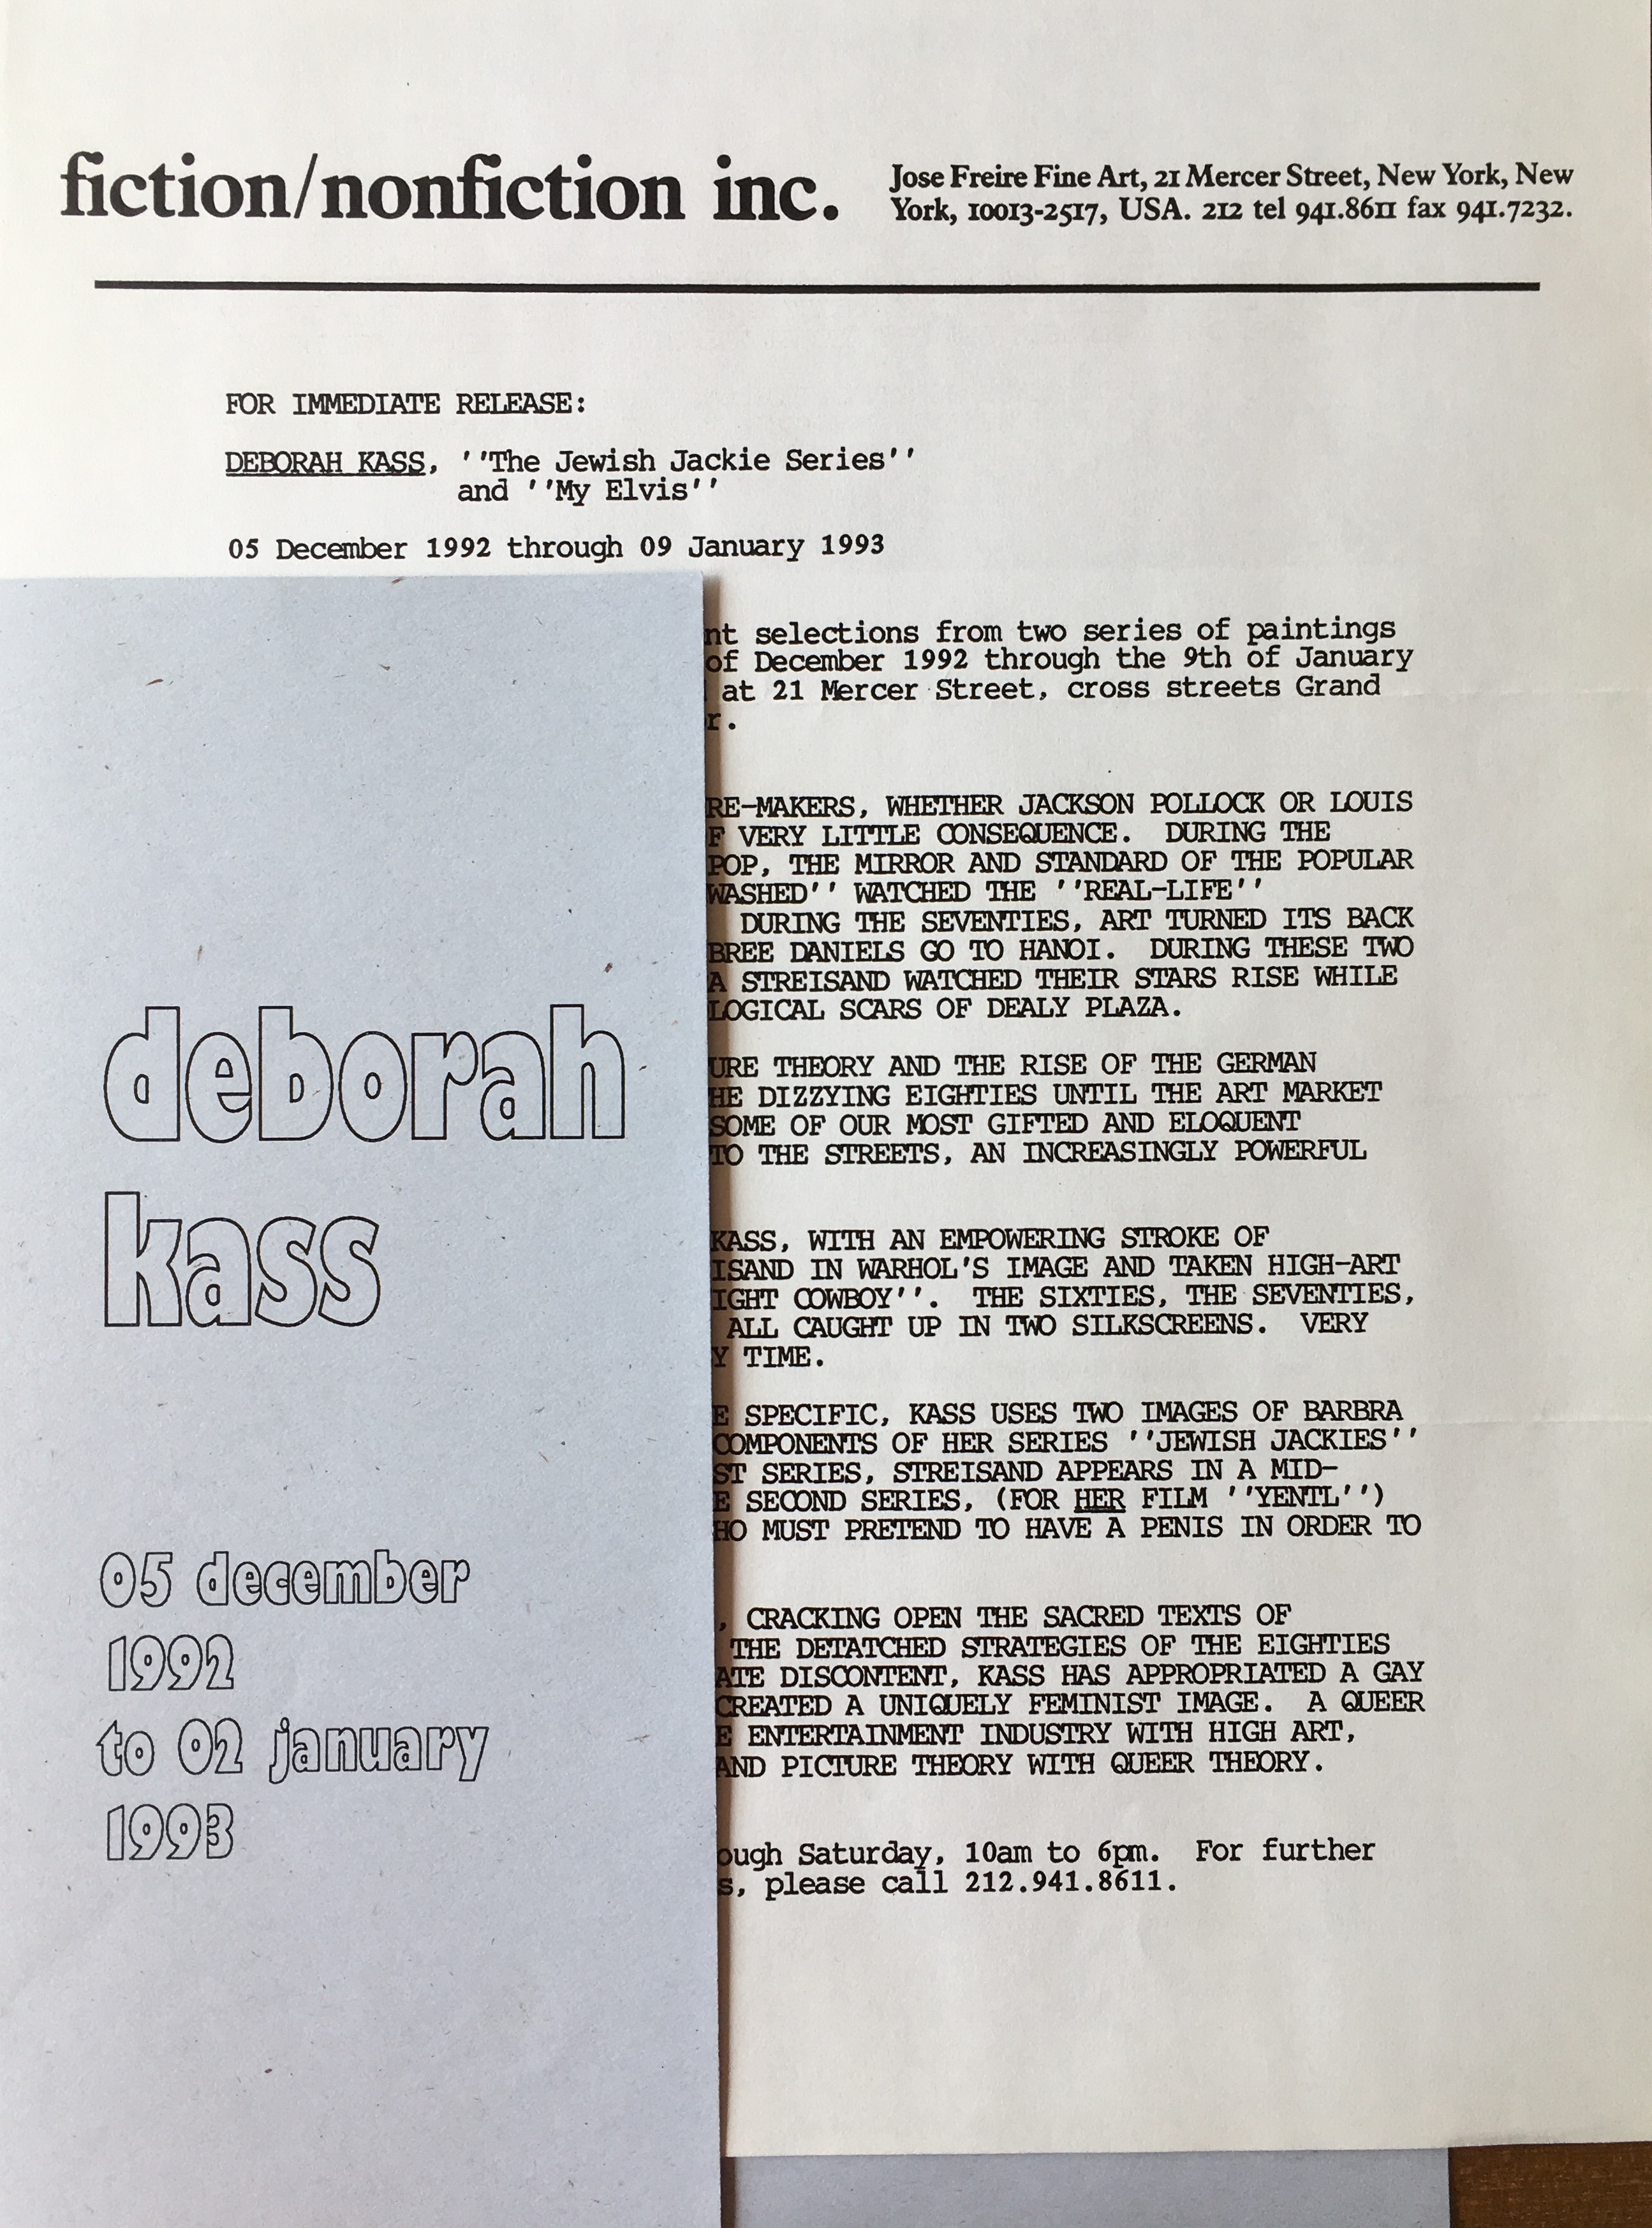 fiction/nonfiction inc.
Jose Freire Fine Art, 21 Mercer Street, New York, New
York, 10013-2517, USA. 212 tel 941.8611 fax 941.7232.
FOR IMMEDIATE RELEASE:
DEBORAH KASS, ''The Jewish Jackie Series''
and ''My Elvis''
05 December 1992 through 09 January 1993
nt selections from two series of paintings
of December 1992 through the 9th of January
at 21 Mercer Street, cross streets Grand
r.
RE-MAKERS, WHETHER JACKSON POLLOCK OR LOUIS
F VERY LITTLE CONSEQUENCE. DURING THE
POP, THE MIRROR AND STANDARD OF THE POPULAR
WASHED'' WATCHED THE ''REAL-LIFE''
DURING THE SEVENTIES, ART TURNED ITS BACK
BREE DANIELS GO TO HANOI. DURING THESE TWO
A STREISAND WATCHED THEIR STARS RISE WHILE
LOGICAL SCARS OF DEALY PLAZA.
URE THEORY AND THE RISE OF THE GERMAN
HE DIZZYING EIGHTIES UNTIL THE ART MARKET
SOME OF OUR MOST GIFTED AND ELOQUENT
TO THE STREETS, AN INCREASINGLY POWERFUL
KASS, WITH AN EMPOWERING STROKE OF
ISAND IN WARHOL'S IMAGE AND TAKEN HIGH-ART
IGHT COWBOY''. THE SIXTIES, THE SEVENTIES,
ALL CAUGHT UP IN TWO SILKSCREENS. VERY
Y TIME.
E SPECIFIC, KASS USES TWO IMAGES OF BARBRA
COMPONENTS OF HER SERIES ''JEWISH JACKIES''
ST SERIES, STREISAND APPEARS IN A MID-
E SECOND SERIES, (FOR HER FILM ''YENTL'')
HO MUST PRETEND TO HAVE A PENIS IN ORDER TO
, CRACKING OPEN THE SACRED TEXTS OF
THE DETATCHED STRATEGIES OF THE EIGHTIES
ATE DISCONTENT, KASS HAS APPROPRIATED A GAY
CREATED A UNIQUELY FEMINIST IMAGE. A QUEER
E ENTERTAINMENT INDUSTRY WITH HIGH ART,
AND PICTURE THEORY WITH QUEER THEORY.
ough Saturday, 10am to 6pm. For further
s, please call 212.941.8611.
deborah
kass
05 december
1992
to 02 january
1993